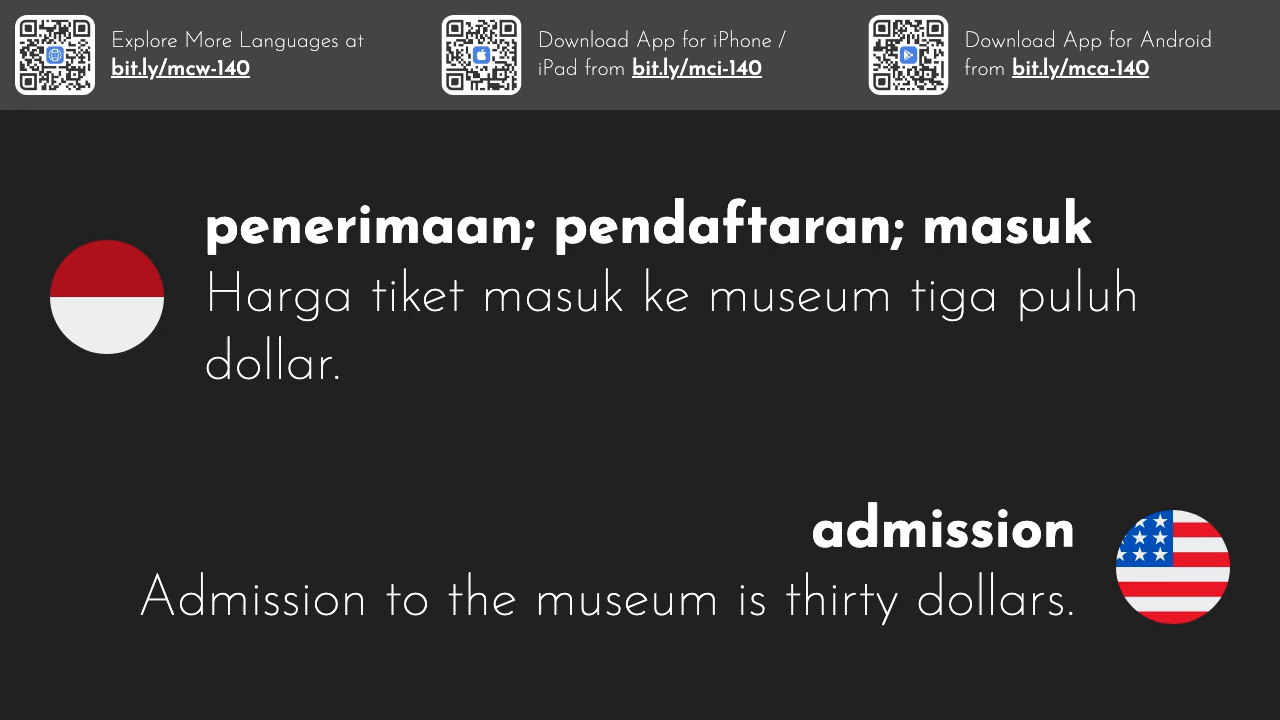 Explore More Languages at
bit.ly/mcw-140
Download App for iPhone /
iPad from bit.ly/mci-140
Download App for Android
from bit.ly/mca-140
penerimaan; pendaftaran; masuk
Harga tiket masuk ke museum tiga puluh
dollar.
admission
Admission to the museum is thirty dollars.